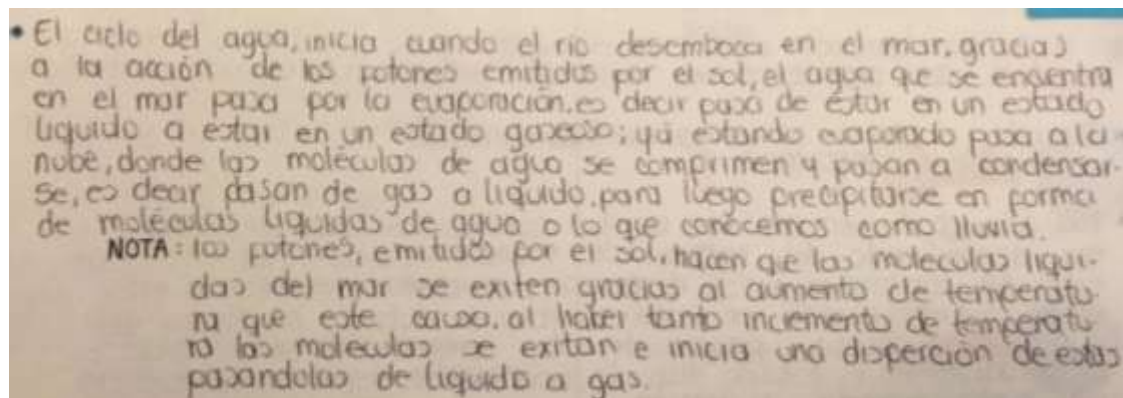 • El ciclo del agua, inicia cuando el rio desemboca en el mar, gracias
a la acción de los fotones emitidos por el sol, el agua que se encuentra
en el mar pasa por la evaporación, es decir pasa de estar en un estado
liquido a estar en un estado gaseoso; ya estando evaporado pasa a la
nube, donde las moléculas de agua se comprimen y pasan a condensar-
se, es decir pasan de gas a liquido, para luego precipitarse en forma
de moléculas liquidas de agua o lo que conocemos como lluvia.
NOTA: los fotones, emitidos por el sol, hacen que las moleculas liqui-
das del mar se exiten gracias al aumento de temperatu-
ra que este causa, al haber tanto incremento de temperatu
ra las moleculas se exitan e inicia una disperción de estas
pasandolas de liquido a gas.